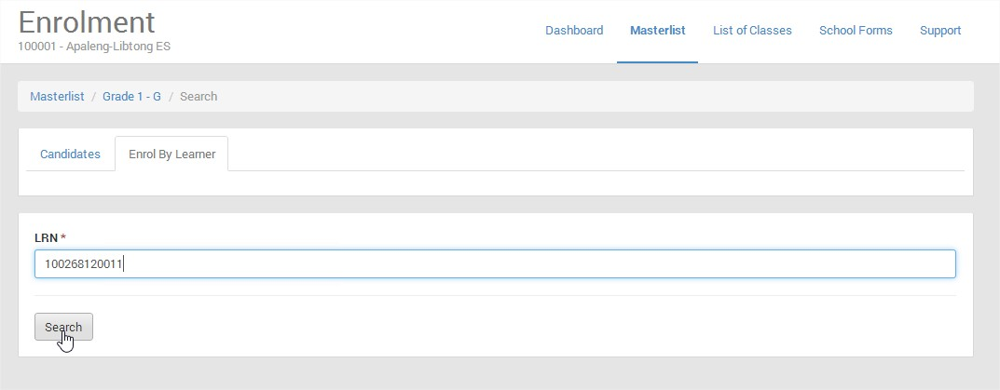 Enrolment
100001 - Apaleng-Libtong ES
Dashboard Masterlist List of Classes School Forms Support
Masterlist / Grade 1 - G / Search
Candidates Enrol By Learner
LRN *
100268120011
Search